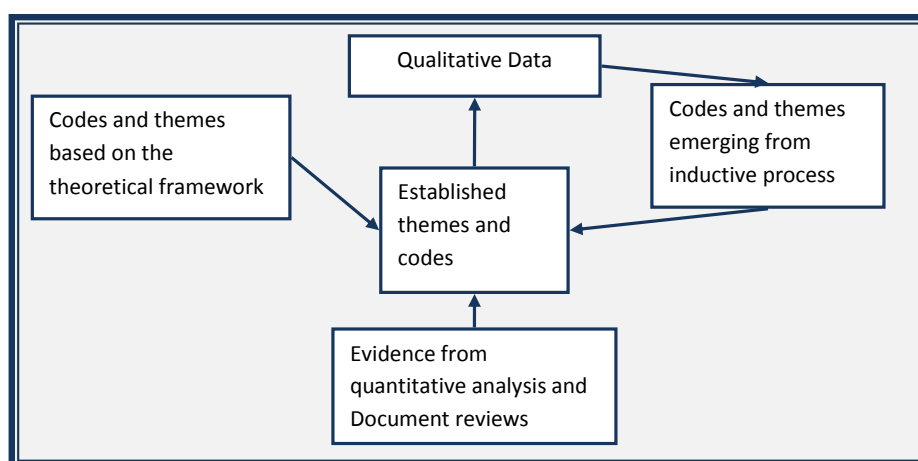 Qualitative Data
Codes and themes
based on the
theoretical framework
Codes and themes
emerging from
inductive process
Established
themes and
codes
Evidence from
quantitative analysis and
Document reviews